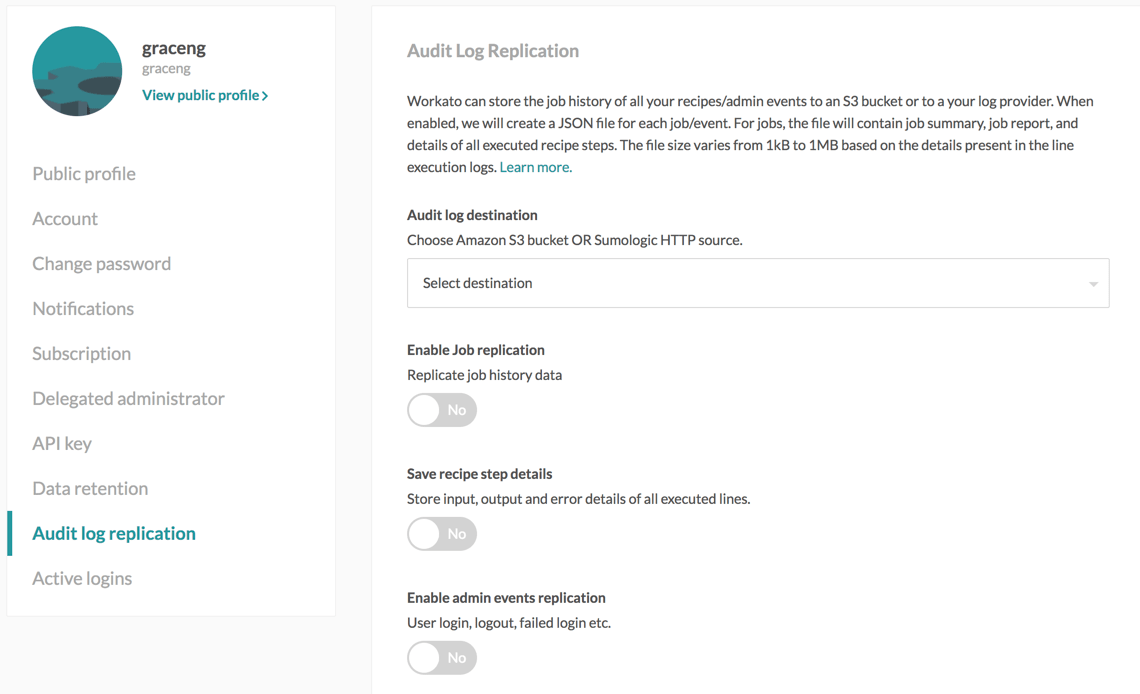 graceng
graceng
View public profile >
Public profile
Account
Change password
Notifications
Subscription
Delegated administrator
API key
Data retention
Audit log replication
Active logins
Audit Log Replication
Workato can store the job history of all your recipes/admin events to an S3 bucket or to a your log provider. When
enabled, we will create a JSON file for each job/event. For jobs, the file will contain job summary, job report, and
details of all executed recipe steps. The file size varies from 1kB to 1MB based on the details present in the line
execution logs. Learn more.
Audit log destination
Choose Amazon S3 bucket OR Sumologic HTTP source.
Select destination
Enable Job replication
Replicate job history data
No
Save recipe step details
Store input, output and error details of all executed lines.
No
Enable admin events replication
User login, logout, failed login etc.
No